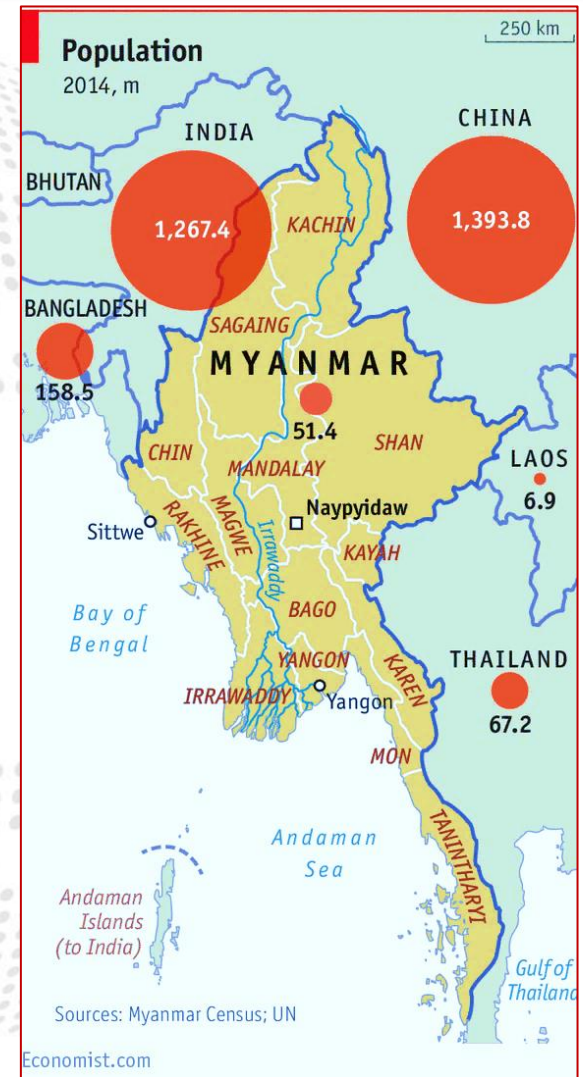 Population
2014, m
250 km
INDIA
CHINA
BHUTAN
1,267.4
KACHIN
1,393.8
BANGLADESH
SAGAING
158.5
MYANMAR
51.4
SHAN
CHIN
MANDALAY
LAOS
6.9
MAGWE
Naypyidaw
Sittwe
RAKHINE
Irrawaddy
KAYAH
Bay of
Bengal
BAGO
YANGON
KAREN
THAILAND
IRRAWADDY
Yangon
67.2
MON
TANINTHARYI
Andaman
Sea
Andaman
Islands
(to India)
Gulf of
Thailand
Sources: Myanmar Census; UN
Economist.com